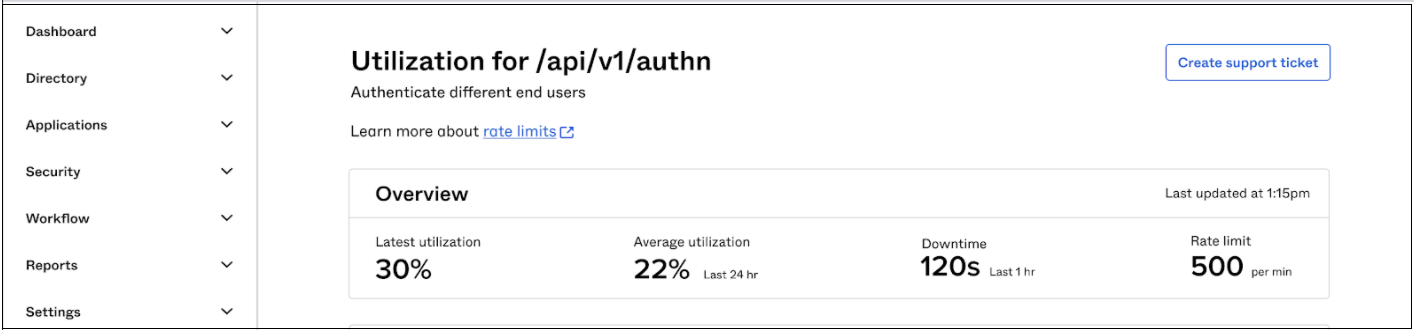 Dashboard
Directory
Applications
Security
Workflow
Reports
Settings
Utilization for /api/v1/authn
Create support ticket
Authenticate different end users
Learn more about rate limits
Overview
Last updated at 1:15pm
Latest utilization
30%
Average utilization
22% Last 24 hr
Downtime
120s Last 1 hr
Rate limit
500 per min